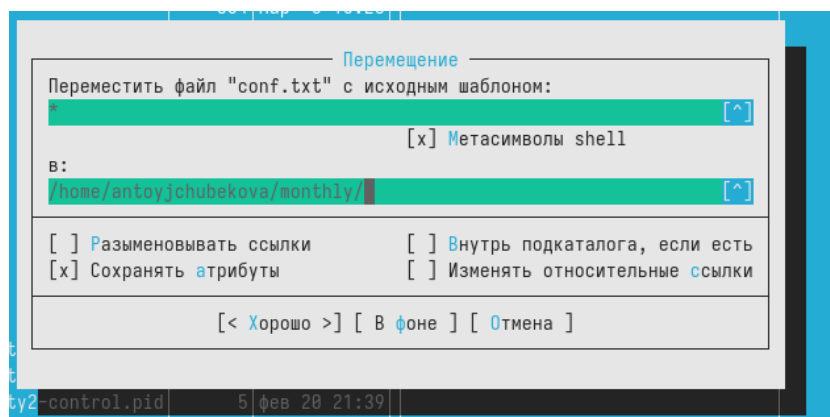 Перемещение
Переместить файл "conf.txt" с исходным шаблоном:
* [^]
[x] Метасимволы shell
в:
/home/antoyjchubekova/monthly/ [^]
[ ] Разыменовывать ссылки [ ] Внутрь подкаталога, если есть
[x] Сохранять атрибуты [ ] Изменять относительные ссылки
[< Хорошо >] [ В фоне ] [ Отмена ]
t
t
ty2-control.pid 5 фев 20 21:39